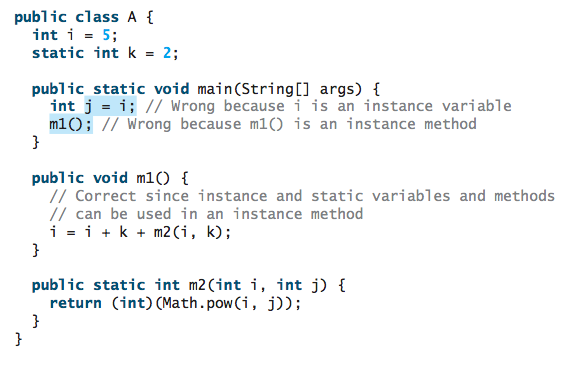 public class A {
int i = 5;
static int k = 2;
public static void main(String[] args) {
int j = i; // Wrong because i is an instance variable
m1(); // Wrong because m1() is an instance method
}
public void m1() {
// Correct since instance and static variables and methods
// can be used in an instance method
i = i + k + m2(i, k);
}
public static int m2(int i, int j) {
return (int)(Math.pow(i, j));
}
}